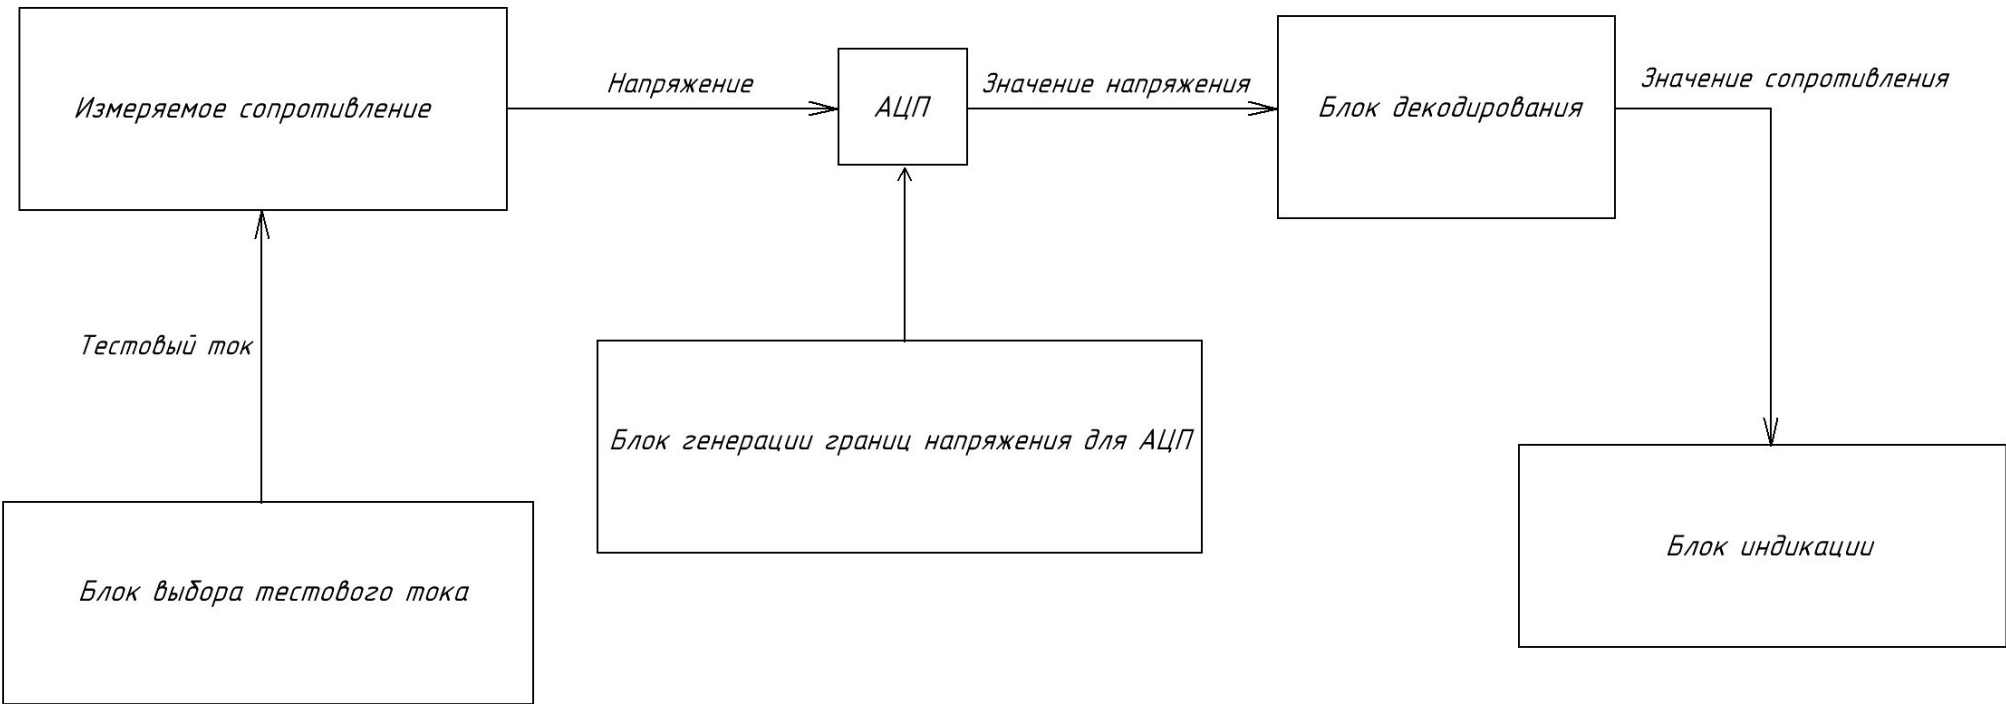 Измеряемое сопротивление
Напряжение
АЦП
Значение напряжения
Блок декодирования
Значение сопротивления
Тестовый ток
Блок генерации границ напряжения для АЦП
Блок выбора тестового тока
Блок индикации